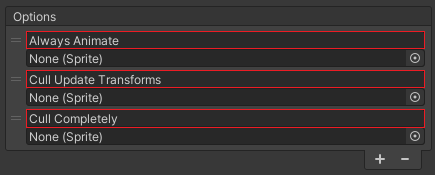 Options
Always Animate
None (Sprite)
Cull Update Transforms
None (Sprite)
Cull Completely
None (Sprite)